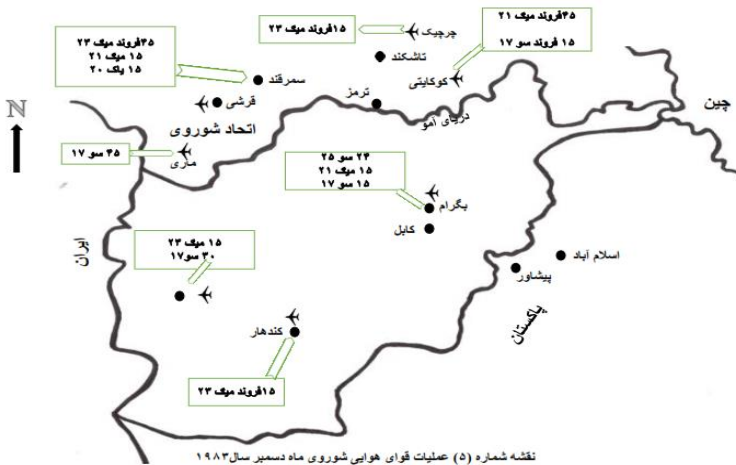 ۴۵فروند میگ ۲۱
۱۵ فروند سو ۱۷
۱۵فروند میگ ۲۳
چرچیک
تاشکند
کوکایتی
۴۵فروند میگ ۲۳
۱۵ میگ ۲۱
۱۵ یاک ۲۰
سمرقند
ترمز
قرشی
دریای آمو
چین
N
اتحاد شوروی
۴۵ سو ۱۷
ماری
۲۴ سو ۲۵
۱۵ میگ ۲۱
۱۵ سو ۱۷
بگرام
کابل
ایران
۱۵ میگ ۲۳
۳۰ سو۱۷
اسلام آباد
پیشاور
پاکستان
کندهار
۱۵فروند میگ ۲۳
نقشه شماره (۵) عملیات قوای هوایی شوروی ماه دسمبر سال۱۹۸۳